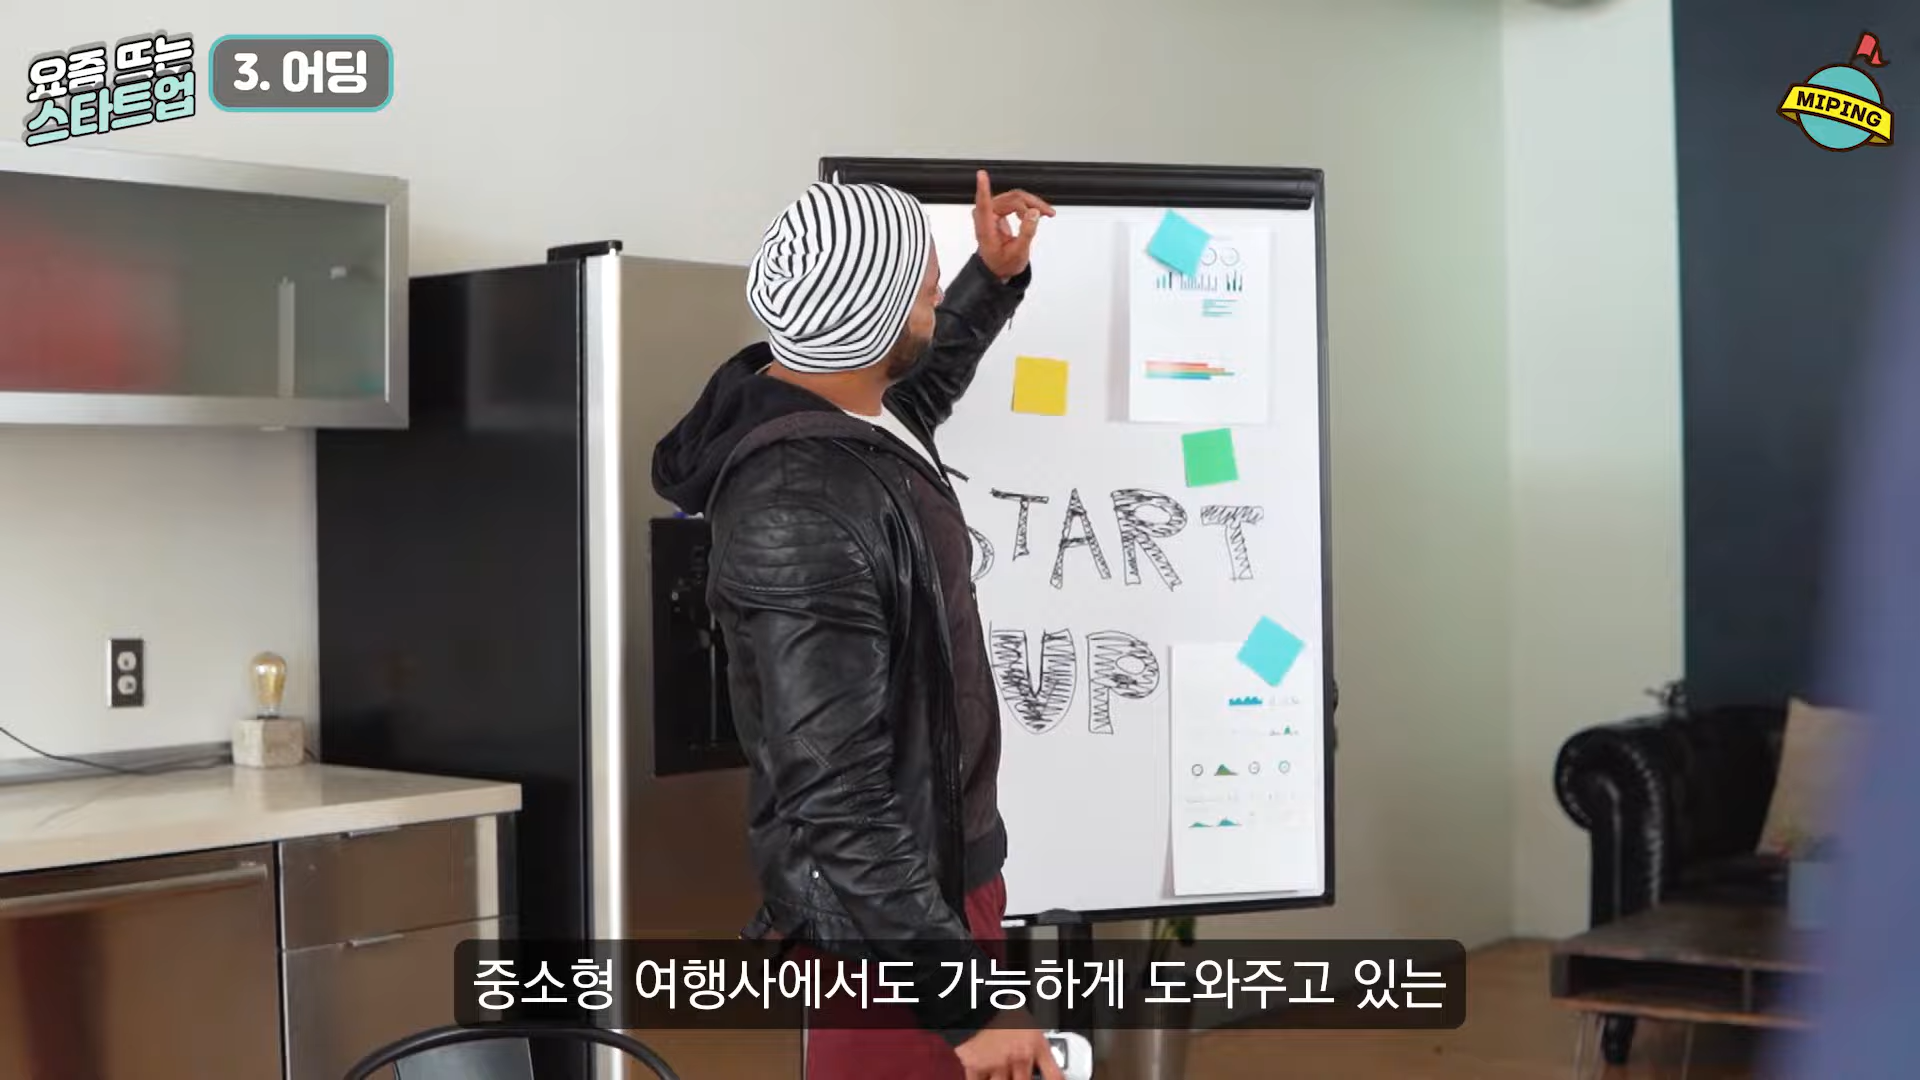 요즘 뜨는
스타트업
3. 어딩
MIPING
START
UP
중소형 여행사에서도 가능하게 도와주고 있는